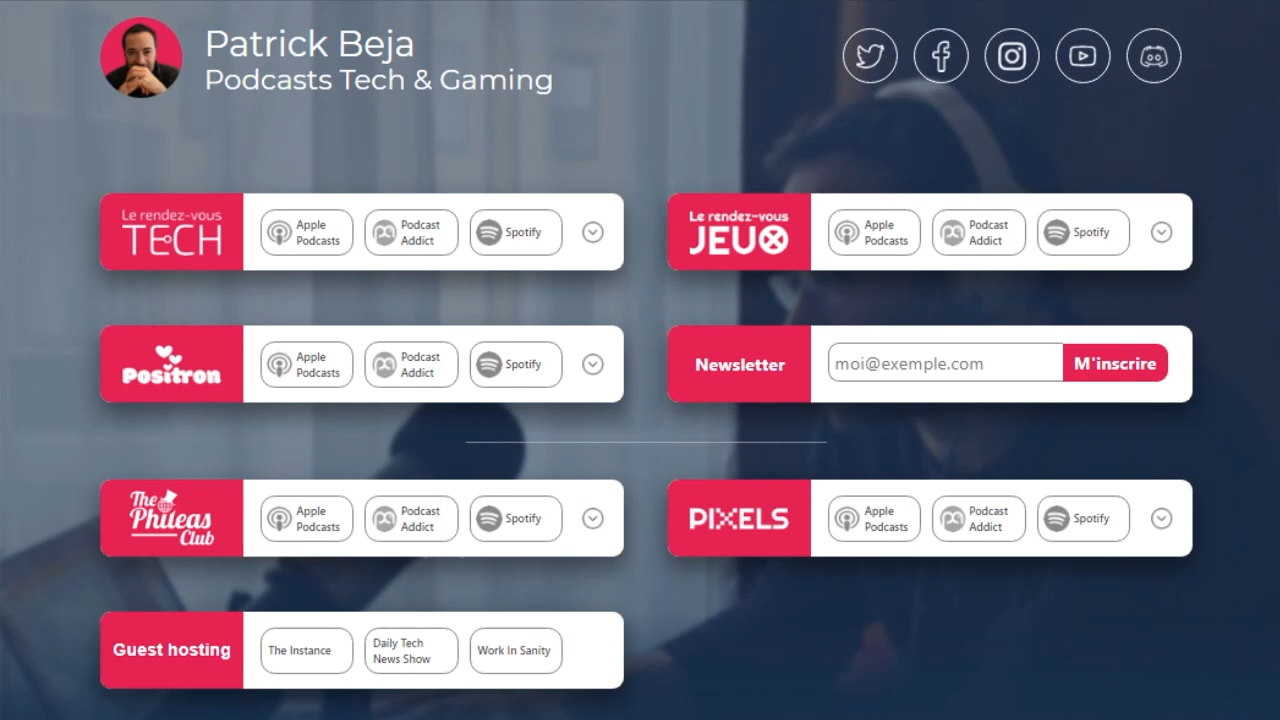 Patrick Beja
Podcasts Tech & Gaming
Le rendez-vous
TECH
Apple
Podcasts
Podcast
Addict
Spotify
Le rendez-vous
JEUX
Apple
Podcasts
Podcast
Addict
Spotify
Positron
Apple
Podcasts
Podcast
Addict
Spotify
Newsletter
moi@exemple.com
M'inscrire
The
Phileas
Club
Apple
Podcasts
Podcast
Addict
Spotify
PIXELS
Apple
Podcasts
Podcast
Addict
Spotify
Guest hosting
The Instance
Daily Tech
News Show
Work In Sanity